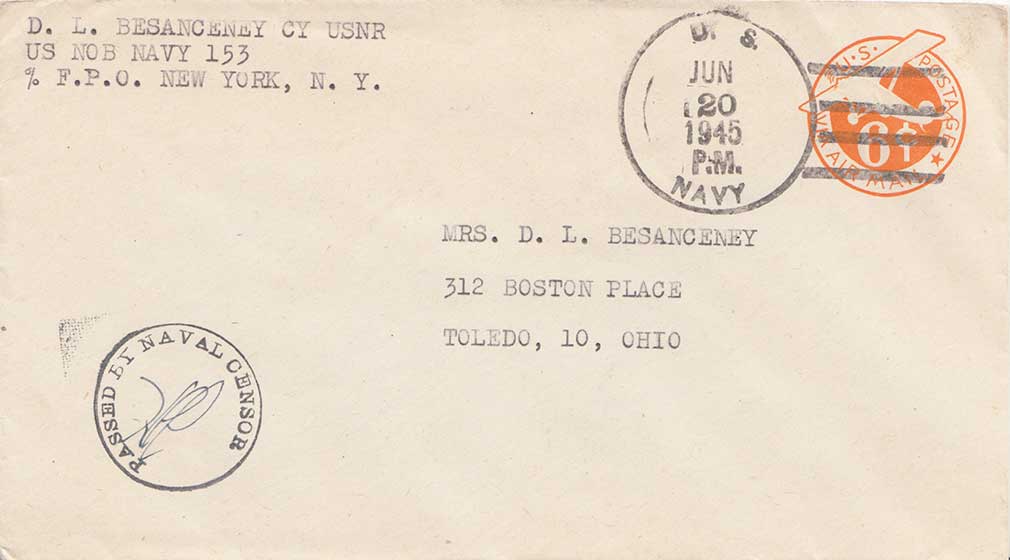 D. L. BESANCENEY CY USNR
US NOB NAVY 153
% F.P.O. NEW YORK, N. Y.
U. S.
JUN
20
1945
P.M.
NAVY
U.S. POSTAGE
6¢
VIA AIR MAIL
MRS. D. L. BESANCENEY
312 BOSTON PLACE
TOLEDO, 10, OHIO
PASSED BY NAVAL CENSOR